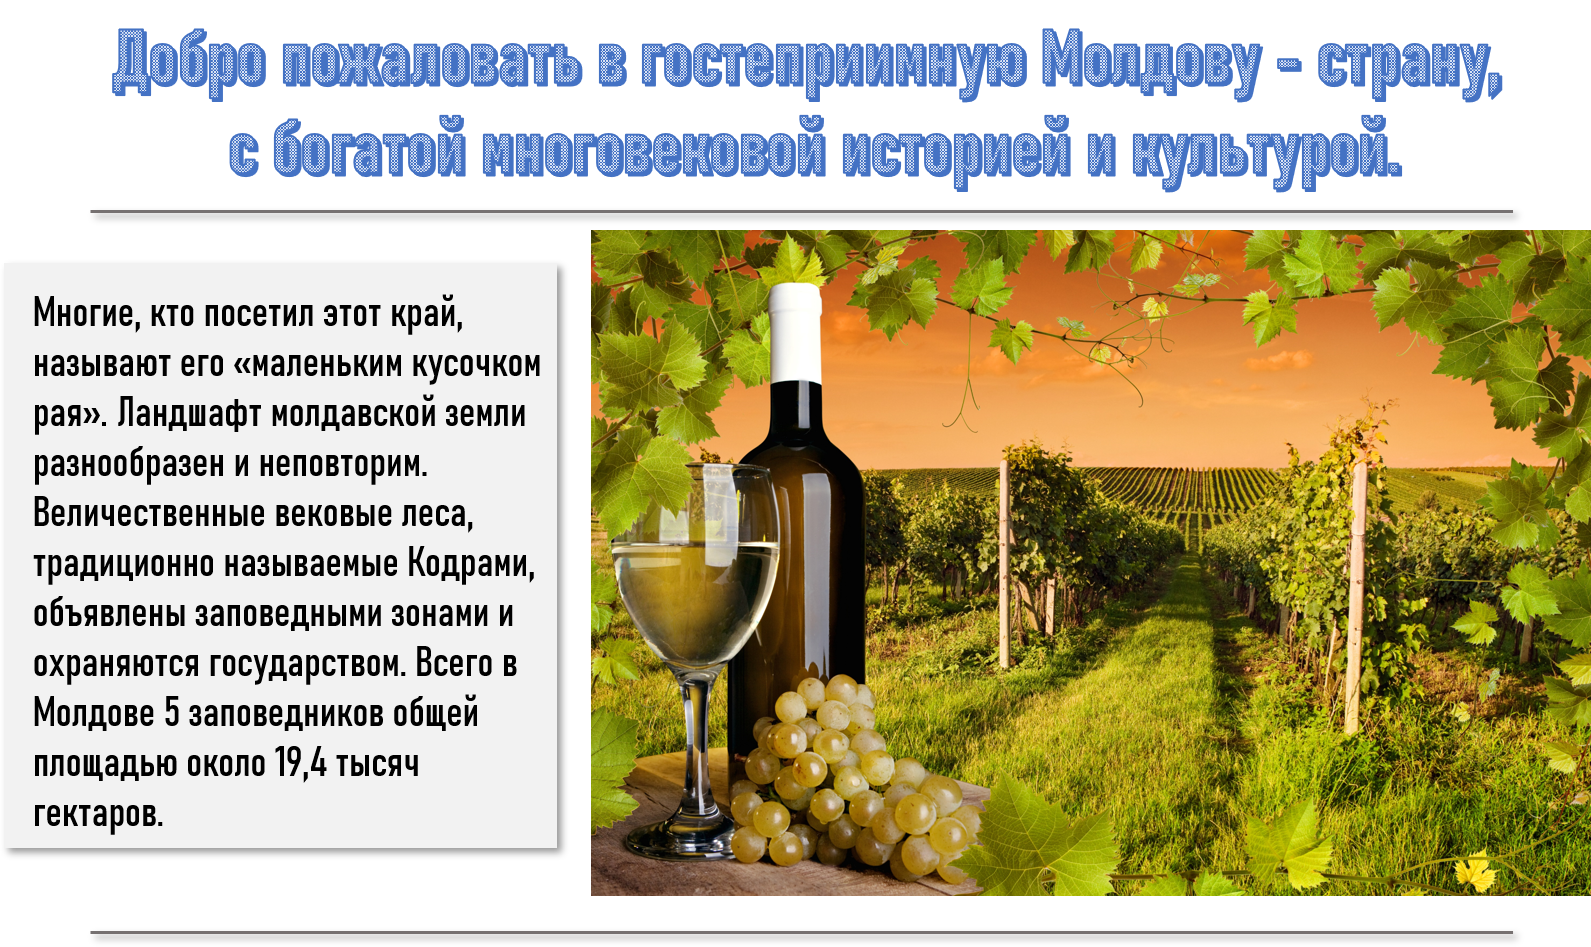 Добро пожаловать в гостеприимную Молдову - страну,
с богатой многовековой историей и культурой.
Многие, кто посетил этот край,
называют его «маленьким кусочком
рая». Ландшафт молдавской земли
разнообразен и неповторим.
Величественные вековые леса,
традиционно называемые Кодрами,
объявлены заповедными зонами и
охраняются государством. Всего в
Молдове 5 заповедников общей
площадью около 19,4 тысяч
гектаров.